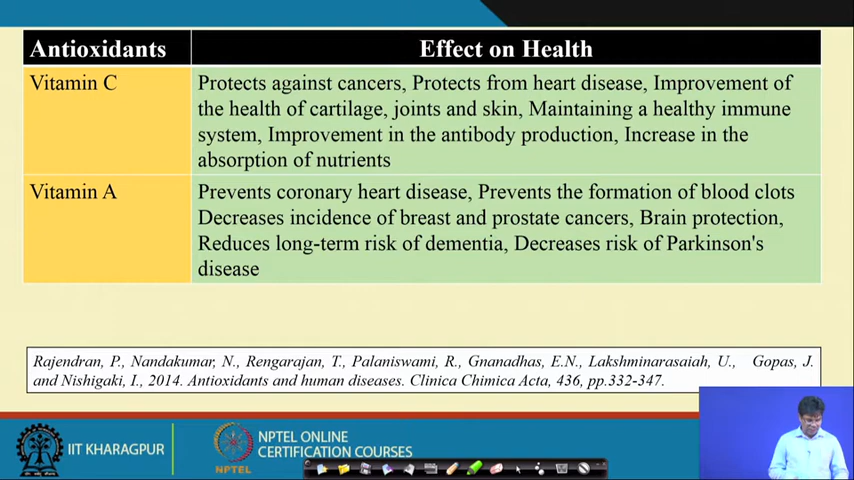 Antioxidants
Effect on Health
Vitamin C
Protects against cancers, Protects from heart disease, Improvement of
the health of cartilage, joints and skin, Maintaining a healthy immune
system, Improvement in the antibody production, Increase in the
absorption of nutrients
Vitamin A
Prevents coronary heart disease, Prevents the formation of blood clots
Decreases incidence of breast and prostate cancers, Brain protection,
Reduces long-term risk of dementia, Decreases risk of Parkinson's
disease
Rajendran, P., Nandakumar, N., Rengarajan, T., Palaniswami, R., Gnanadhas, E.N., Lakshminarasaiah, U., Gopas, J.
and Nishigaki, I., 2014. Antioxidants and human diseases. Clinica Chimica Acta, 436, pp.332-347.
IIT KHARAGPUR
NPTEL
NPTEL ONLINE
CERTIFICATION COURSES